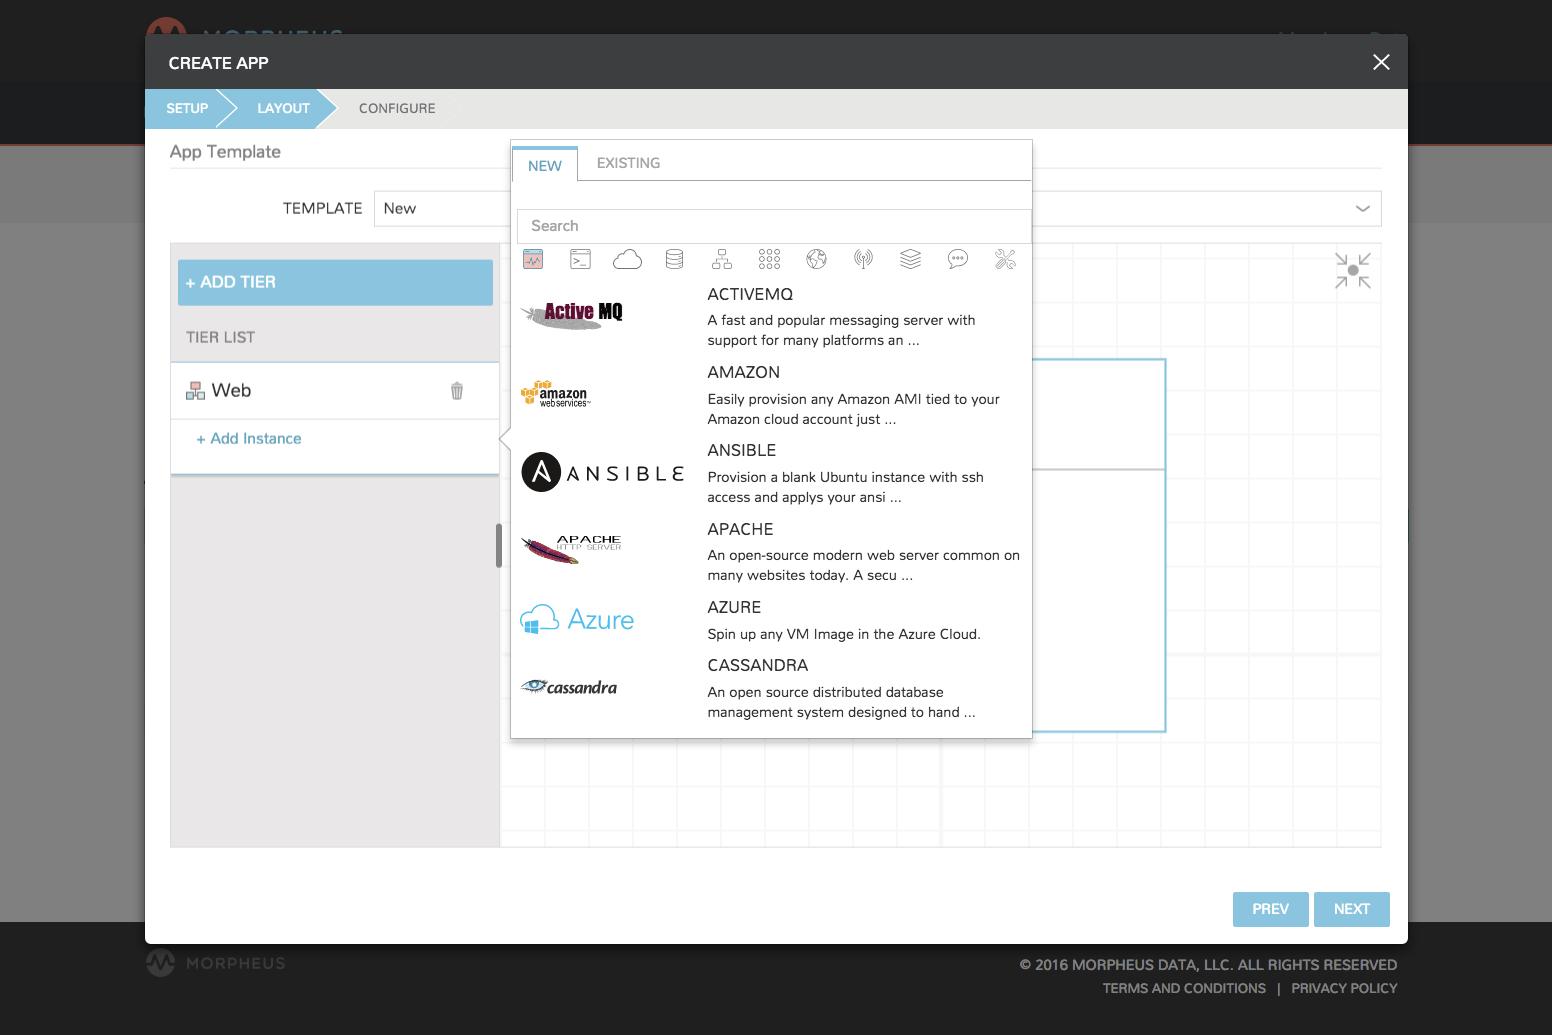 MORPHEUS
CREATE APP
SETUP
LAYOUT
CONFIGURE
App Template
NEW
EXISTING
TEMPLATE
New
Search
+ ADD TIER
TIER LIST
Web
+ Add Instance
Active MQ
ACTIVEMQ
A fast and popular messaging server with
support for many platforms an ...
amazon
webservices™
AMAZON
Easily provision any Amazon AMI tied to your
Amazon cloud account just ...
ANSIBLE
ANSIBLE
Provision a blank Ubuntu instance with ssh
access and applys your ansi ...
APACHE
HTTP SERVER
APACHE
An open-source modern web server common on
many websites today. A secu ...
Azure
AZURE
Spin up any VM Image in the Azure Cloud.
cassandra
CASSANDRA
An open source distributed database
management system designed to hand ...
PREV
NEXT
MORPHEUS
© 2016 MORPHEUS DATA, LLC. ALL RIGHTS RESERVED
TERMS AND CONDITIONS | PRIVACY POLICY